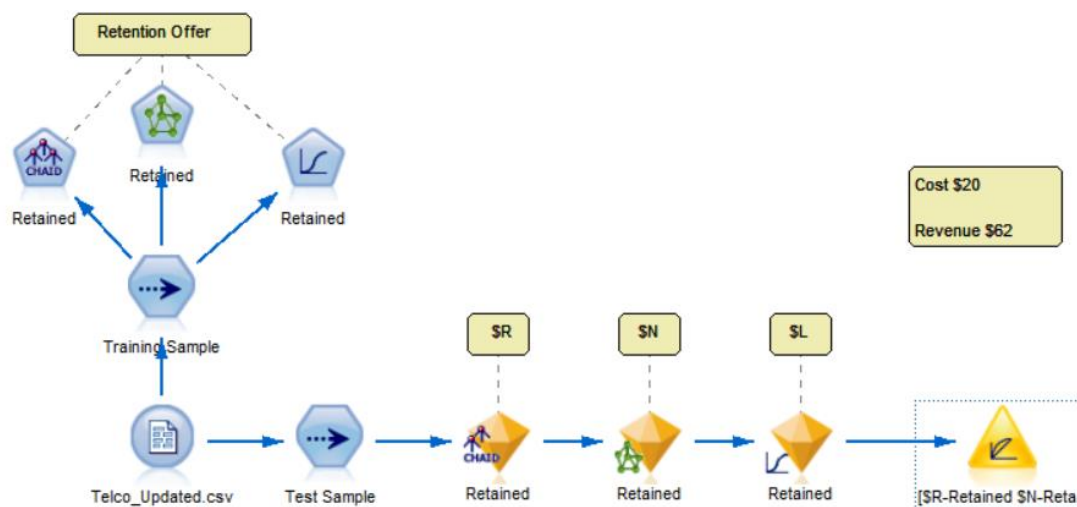 Retention Offer
CHAID
Retained
Retained
Retained
Cost $20
Revenue $62
Training Sample
$R
$N
$L
CHAID
Telco_Updated.csv
Test Sample
Retained
Retained
Retained
[$R-Retained $N-Reta